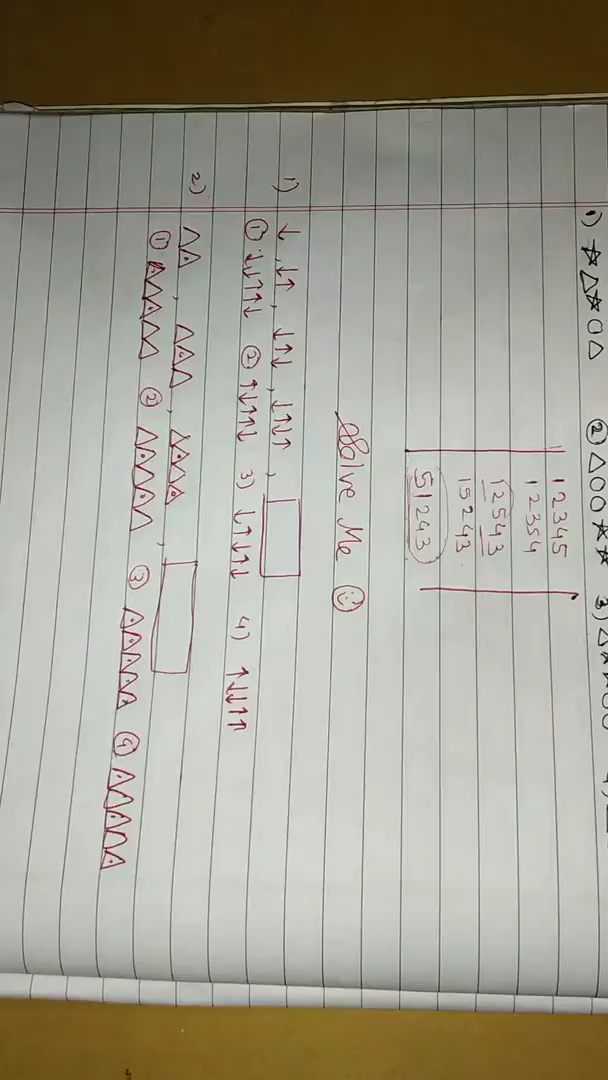 1) ☆△☆○△ ② △○○☆☆ 3)
12345
12354
12543
15243
51243
Solve Me ☺
1) ↓ , ↓↑ , ↓↑↓ , ↓↑↓↑ ,
① ↓↓↑↑↓ ② ↑↑↓↓↓ 3) ↓↑↓↓↓ 4) ↑↓↓↑↑
2) △△ , △△△ , △△△△ ,
① △△△△△ ② △△△△△ ③ △△△△△ ④ △△△△△